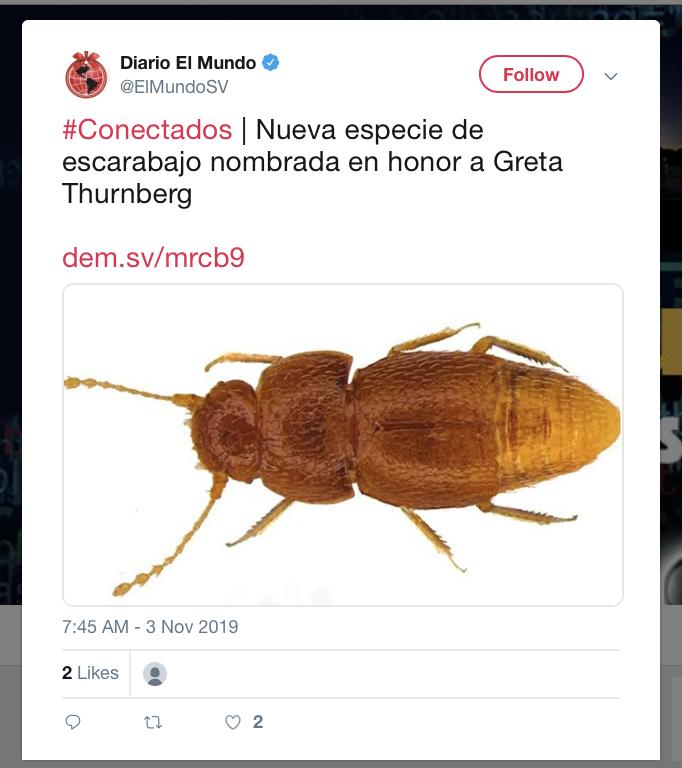 Diario El Mundo
@ElMundoSV
Follow
#Conectados | Nueva especie de
escarabajo nombrada en honor a Greta
Thurnberg
dem.sv/mrcb9
7:45 AM - 3 Nov 2019
2 Likes
2